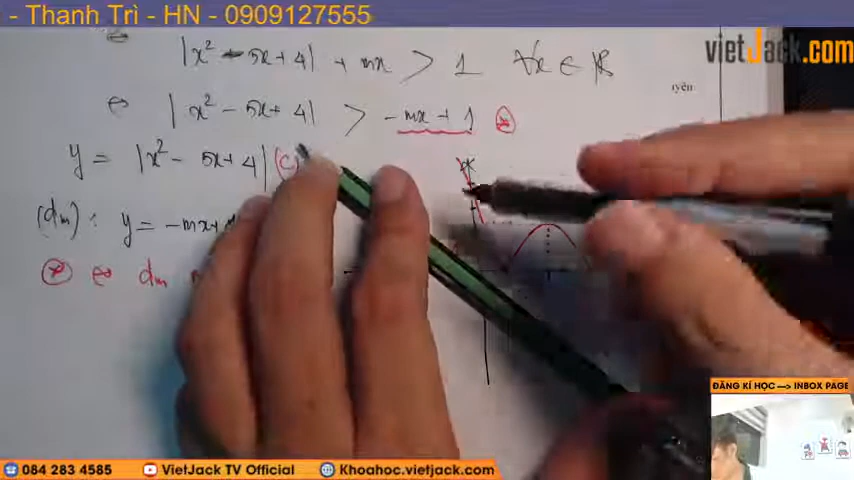 - Thanh Trì - HN - 0909127555
vietJack.com
|x² - 5x + 4| + mx > 1 ∀x ∈ ℝ
⇔ |x² - 5x + 4| > -mx + 1 ⊛
y = |x² - 5x + 4| (C)
(dm) : y = -mx +
⊛ ⇔ dm
ĐĂNG KÍ HỌC ---> INBOX PAGE
084 283 4585 VietJack TV Official Khoahoc.vietjack.com